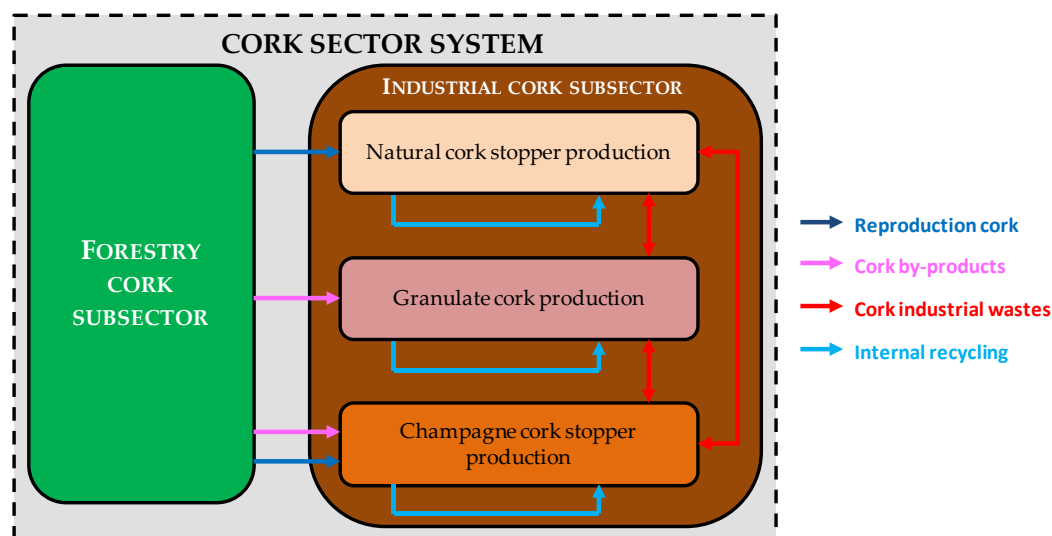 CORK SECTOR SYSTEM
FORESTRY
CORK
SUBSECTOR
INDUSTRIAL CORK SUBSECTOR
Natural cork stopper production
Granulate cork production
Champagne cork stopper
production
Reproduction cork
Cork by-products
Cork industrial wastes
Internal recycling